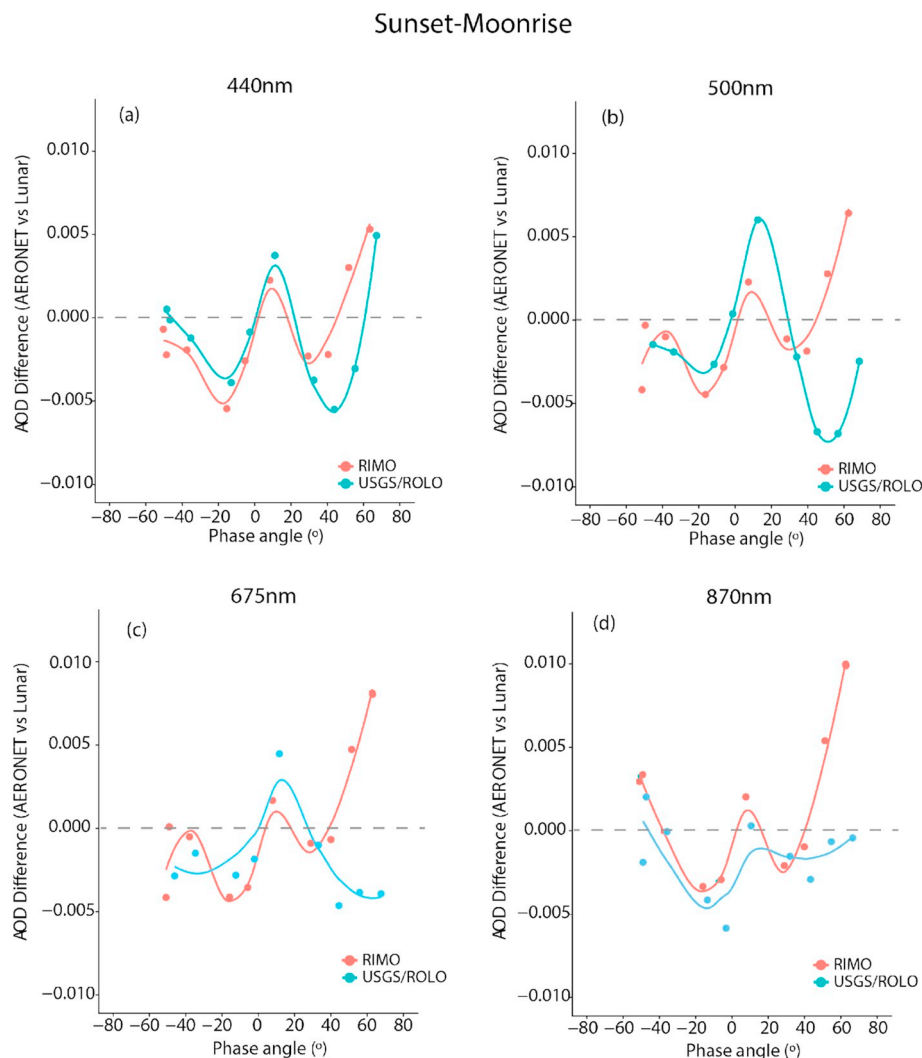 Sunset-Moonrise
440nm
(a)
AOD Difference (AERONET vs Lunar)
0.010
0.005
0.000
−0.005
−0.010
RIMO
USGS/ROLO
−80 −60 −40 −20 0 20 40 60 80
Phase angle (º)
500nm
(b)
AOD Difference (AERONET vs Lunar)
0.010
0.005
0.000
−0.005
−0.010
RIMO
USGS/ROLO
−80 −60 −40 −20 0 20 40 60 80
Phase angle (º)
675nm
(c)
AOD Difference (AERONET vs Lunar)
0.010
0.005
0.000
−0.005
−0.010
RIMO
USGS/ROLO
−80 −60 −40 −20 0 20 40 60 80
Phase angle (º)
870nm
(d)
AOD Difference (AERONET vs Lunar)
0.010
0.005
0.000
−0.005
−0.010
RIMO
USGS/ROLO
−80 −60 −40 −20 0 20 40 60 80
Phase angle (º)